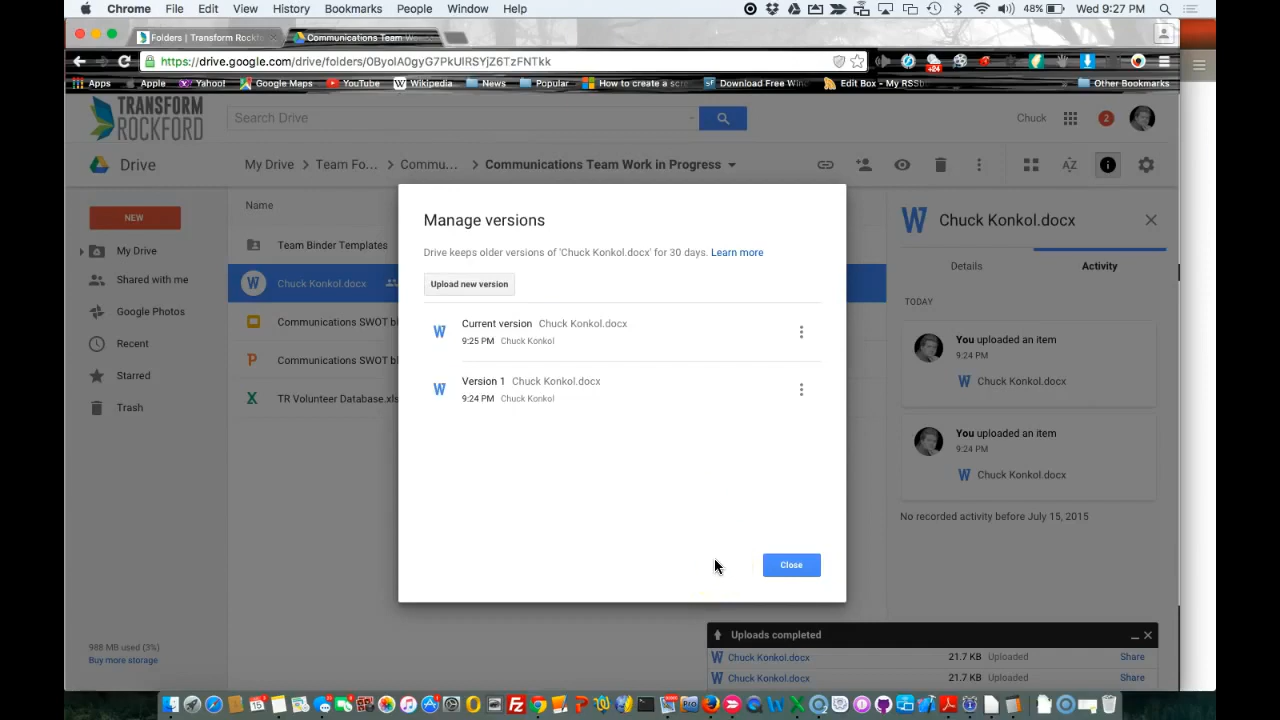 Chrome File Edit View History Bookmarks People Window Help 48% Wed 9:27 PM
Folders | Transform Rockf
Communications Team W
https://drive.google.com/drive/folders/0ByoIA0gyG7PkUlRSYjZ6TzFNTkk
+24
Apps Apple Yahoo! Google Maps YouTube Wikipedia News Popular How to create a scr Download Free Wind Edit Box - My RSS Other Bookmarks
TRANSFORM
ROCKFORD
Search Drive
Chuck 2
Drive
My Drive > Team Fo... > Commu... > Communications Team Work in Progress
AZ
NEW
My Drive
Shared with me
Google Photos
Recent
Starred
Trash
988 MB used (3%)
Buy more storage
Name
Team Binder Templates
Chuck Konkol.docx
Communications SWOT bl
Communications SWOT bl
TR Volunteer Database.xls
Manage versions
Drive keeps older versions of 'Chuck Konkol.docx' for 30 days. Learn more
Upload new version
Current version Chuck Konkol.docx
9:25 PM Chuck Konkol
Version 1 Chuck Konkol.docx
9:24 PM Chuck Konkol
Close
Chuck Konkol.docx
Details Activity
TODAY
You uploaded an item
9:24 PM
Chuck Konkol.docx
You uploaded an item
9:24 PM
Chuck Konkol.docx
No recorded activity before July 15, 2015
Uploads completed
Chuck Konkol.docx 21.7 KB Uploaded Share
Chuck Konkol.docx 21.7 KB Uploaded Share